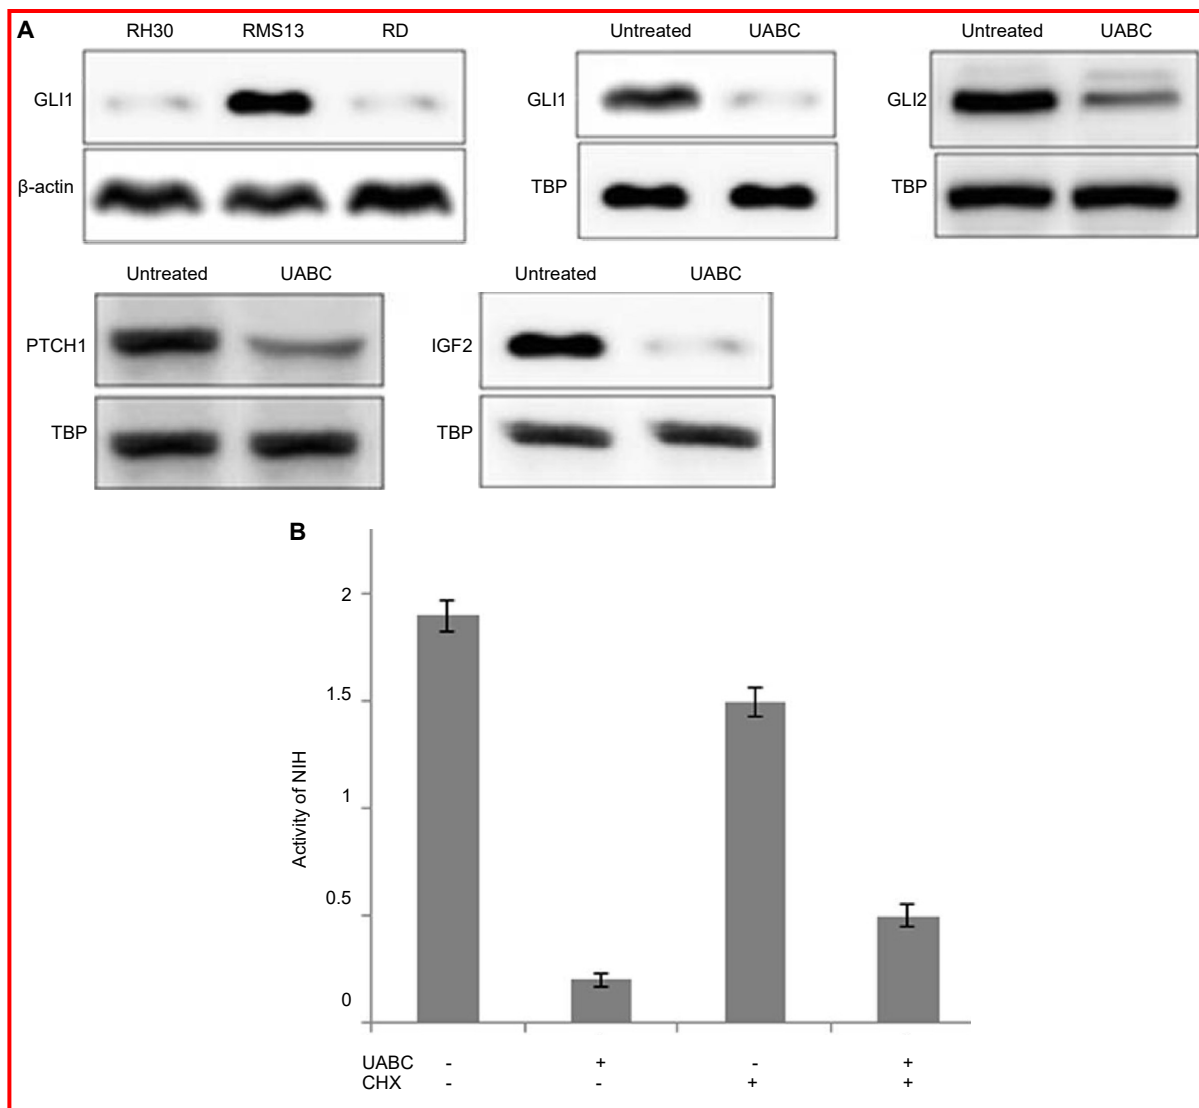 A
RH30 RMS13 RD
GLI1
β-actin
Untreated UABC
GLI1
TBP
Untreated UABC
GLI2
TBP
Untreated UABC
PTCH1
TBP
Untreated UABC
IGF2
TBP
B
Activity of NIH
2
1.5
1
0.5
0
UABC - + - +
CHX - - + +